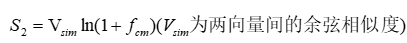 S₂ = V_sim ln(1 + f_cm)(V_sim为两向量间的余弦相似度)